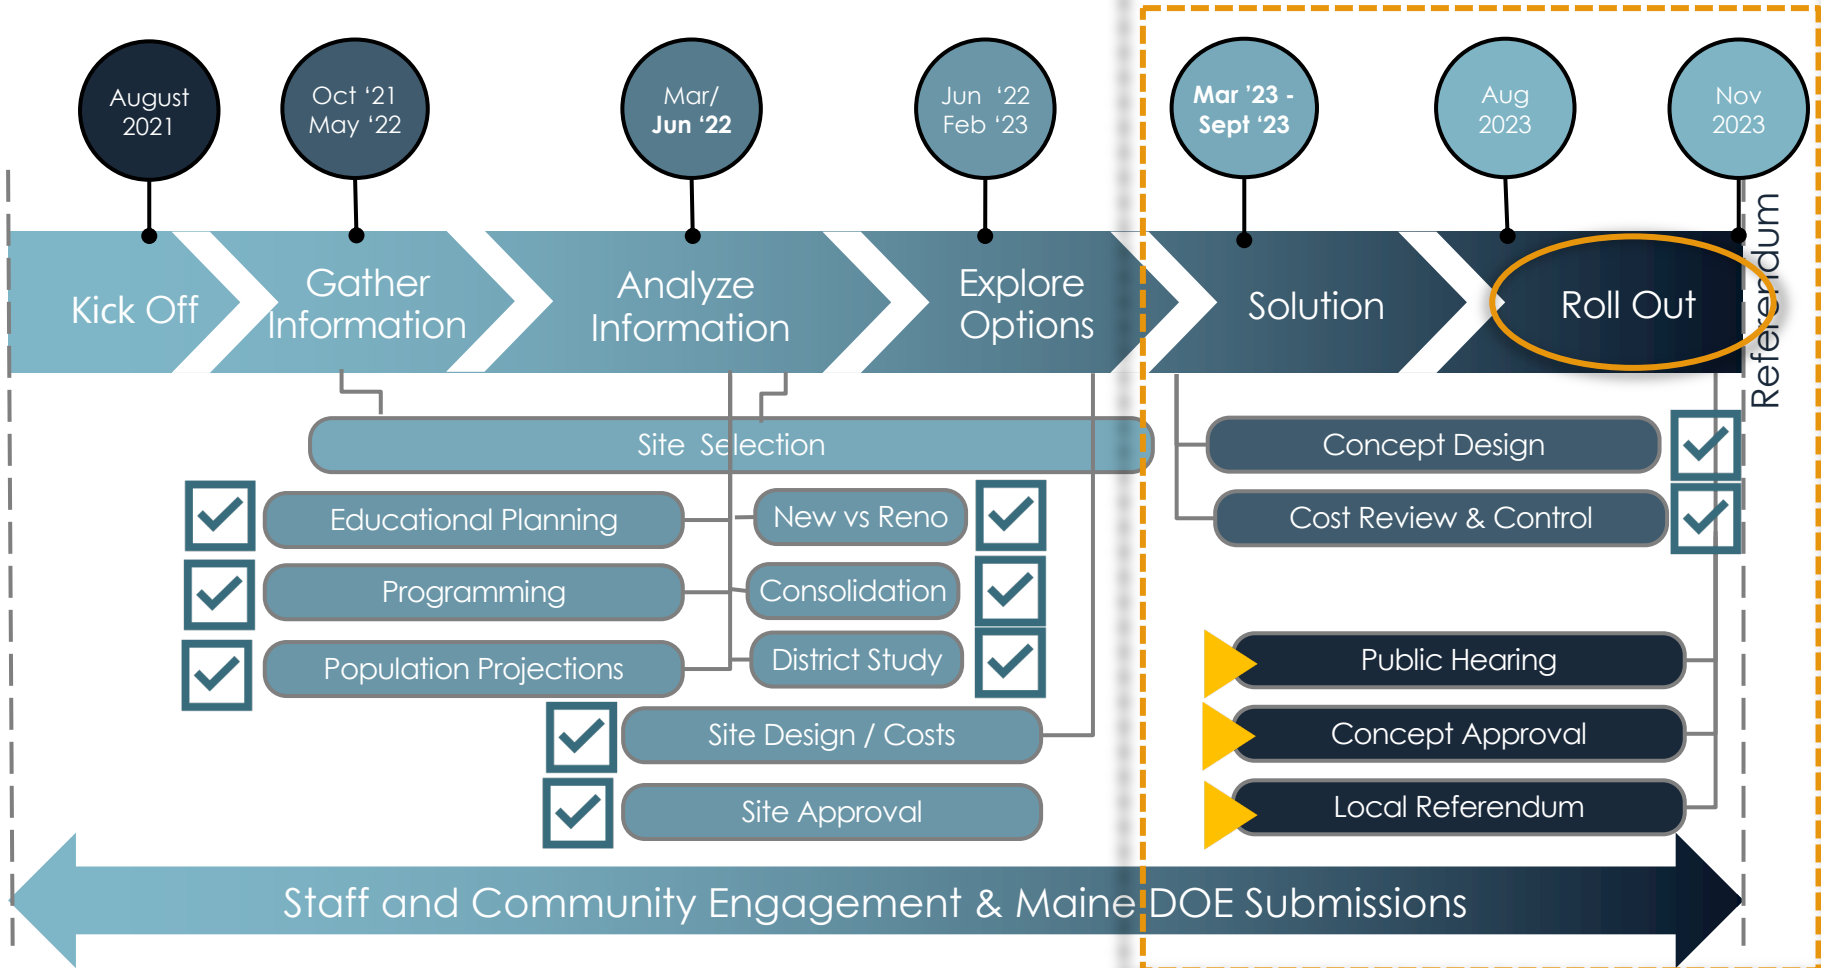 August
2021
Oct ‘21
May ‘22
Mar/
Jun ‘22
Jun ‘22
Feb ‘23
Mar ’23 -
Sept ‘23
Aug
2023
Nov
2023
Kick Off
Gather
Information
Analyze
Information
Explore
Options
Solution
Roll Out
Referendum
Site Selection
Concept Design
Educational Planning
New vs Reno
Cost Review & Control
Programming
Consolidation
Population Projections
District Study
Public Hearing
Site Design / Costs
Concept Approval
Site Approval
Local Referendum
Staff and Community Engagement & Maine DOE Submissions